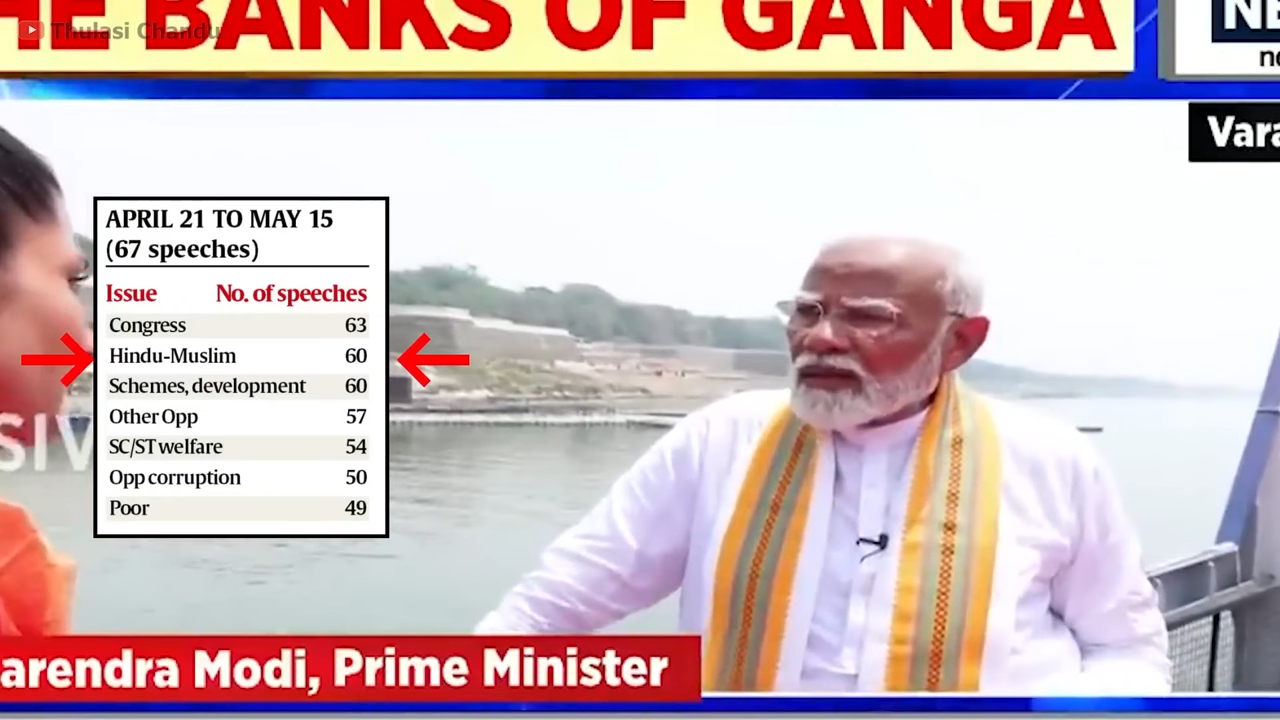 HE BANKS OF GANGA
Thulasi Chandu
NE
Vara
APRIL 21 TO MAY 15
(67 speeches)
Issue No. of speeches
Congress 63
Hindu-Muslim 60
Schemes, development 60
Other Opp 57
SC/ST welfare 54
Opp corruption 50
Poor 49
SIV
arendra Modi, Prime Minister